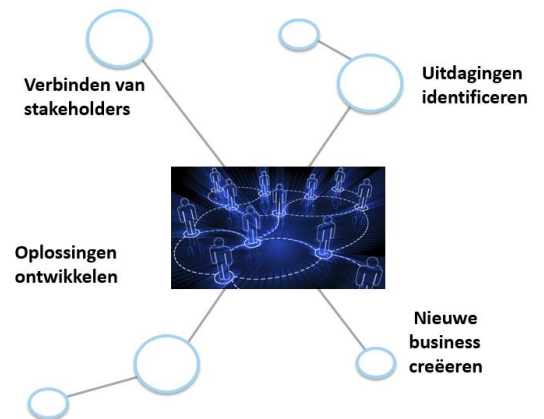 Verbinden van
stakeholders
Uitdagingen
identificeren
Oplossingen
ontwikkelen
Nieuwe
business
creëeren